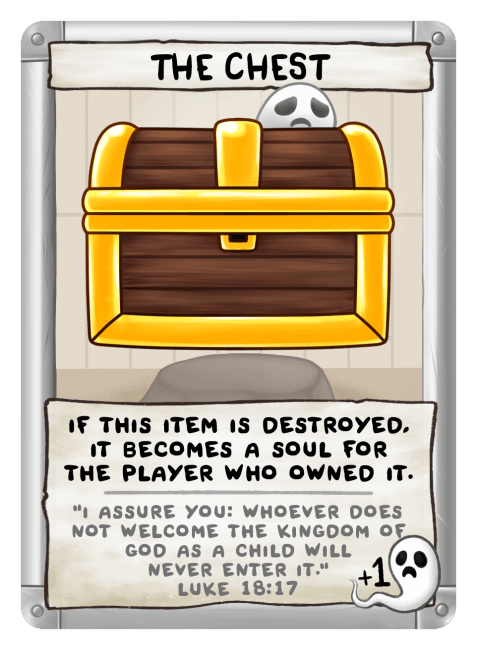 THE CHEST
IF THIS ITEM IS DESTROYED,
IT BECOMES A SOUL FOR
THE PLAYER WHO OWNED IT.
"I ASSURE YOU: WHOEVER DOES
NOT WELCOME THE KINGDOM OF
GOD AS A CHILD WILL
NEVER ENTER IT."
LUKE 18:17
+1